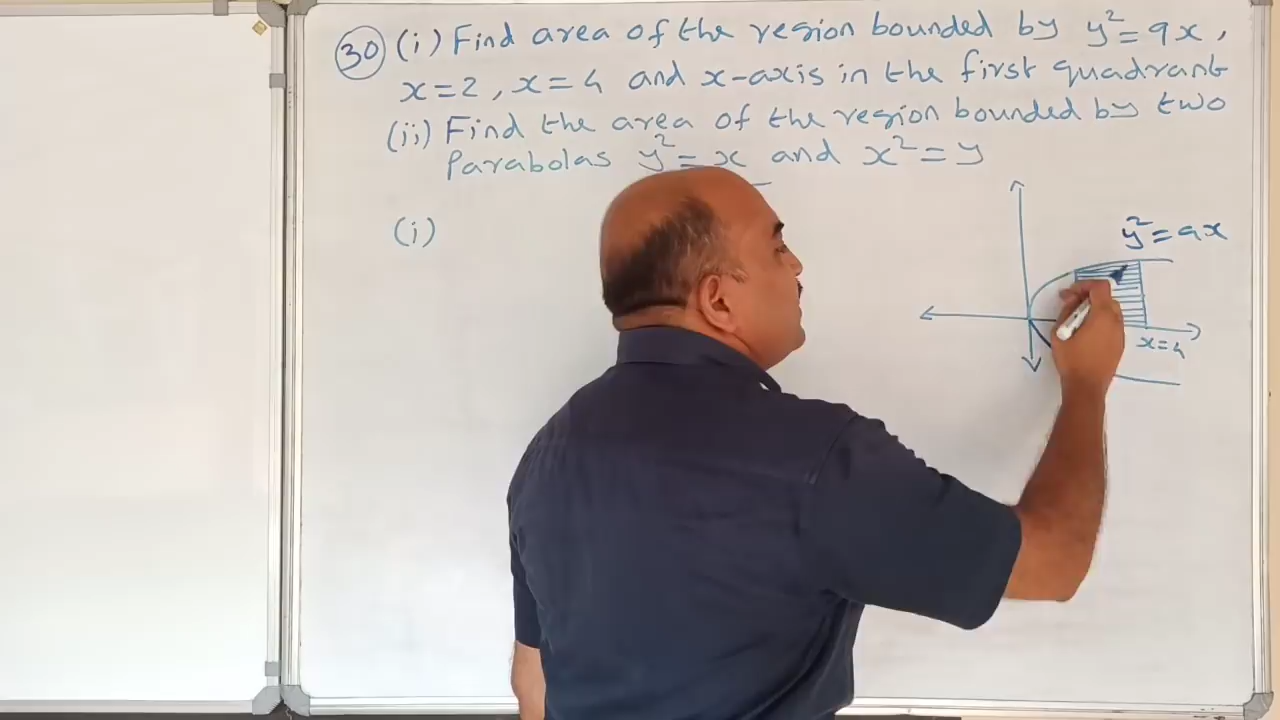 30 (i) Find area of the region bounded by y² = 9x,
x=2, x=4 and x-axis in the first quadrant
(ii) Find the area of the region bounded by two
Parabolas y² = x and x² = y
(i)
y² = 9x
x=4